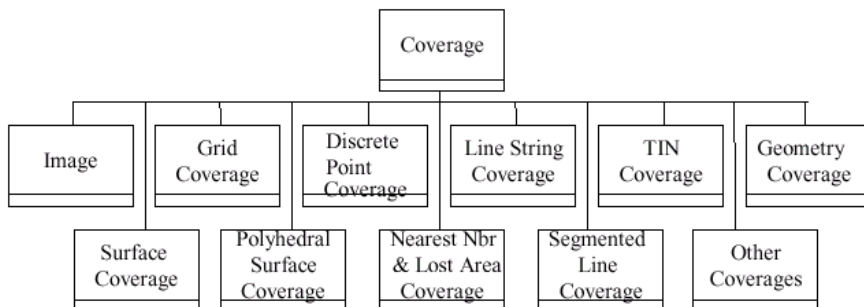 Coverage
Image
Grid
Coverage
Discrete
Point
Coverage
Line String
Coverage
TIN
Coverage
Geometry
Coverage
Surface
Coverage
Polyhedral
Surface
Coverage
Nearest Nbr
& Lost Area
Coverage
Segmented
Line
Coverage
Other
Coverages